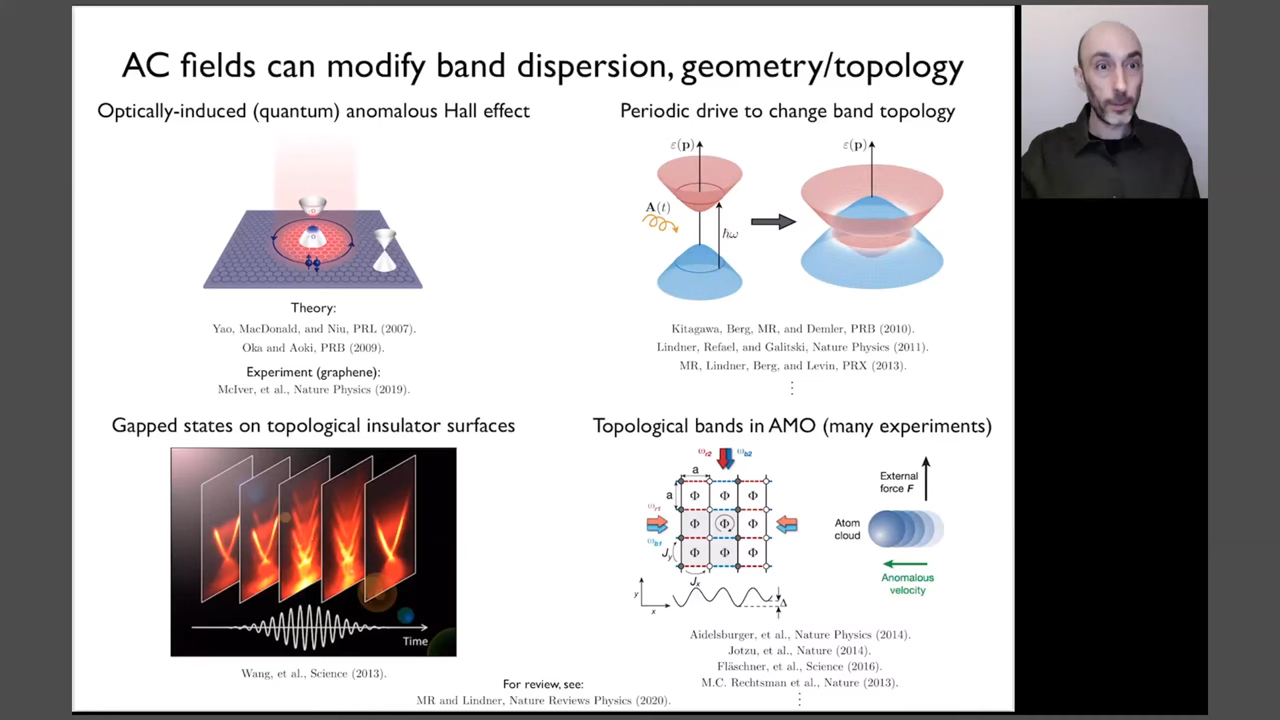 AC fields can modify band dispersion, geometry/topology
Optically-induced (quantum) anomalous Hall effect
Theory:
Yao, MacDonald, and Niu, PRL (2007).
Oka and Aoki, PRB (2009).
Experiment (graphene):
McIver, et al., Nature Physics (2019).
Periodic drive to change band topology
ε(p)
ε(p)
A(t)
ℏω
Kitagawa, Berg, MR, and Demler, PRB (2010).
Lindner, Refael, and Galitski, Nature Physics (2011).
MR, Lindner, Berg, and Levin, PRX (2013).
⋮
Gapped states on topological insulator surfaces
Time
Wang, et al., Science (2013).
Topological bands in AMO (many experiments)
ωr2
ωb2
a
a
Φ Φ Φ
ωr1
Φ Φ Φ
ωb1
Jy
Φ Φ Φ
Jx
y
x
Δ
External
force F
Atom
cloud
Anomalous
velocity
Aidelsburger, et al., Nature Physics (2014).
Jotzu, et al., Nature (2014).
Fläschner, et al., Science (2016).
M.C. Rechtsman et al., Nature (2013).
⋮
For review, see:
MR and Lindner, Nature Reviews Physics (2020).